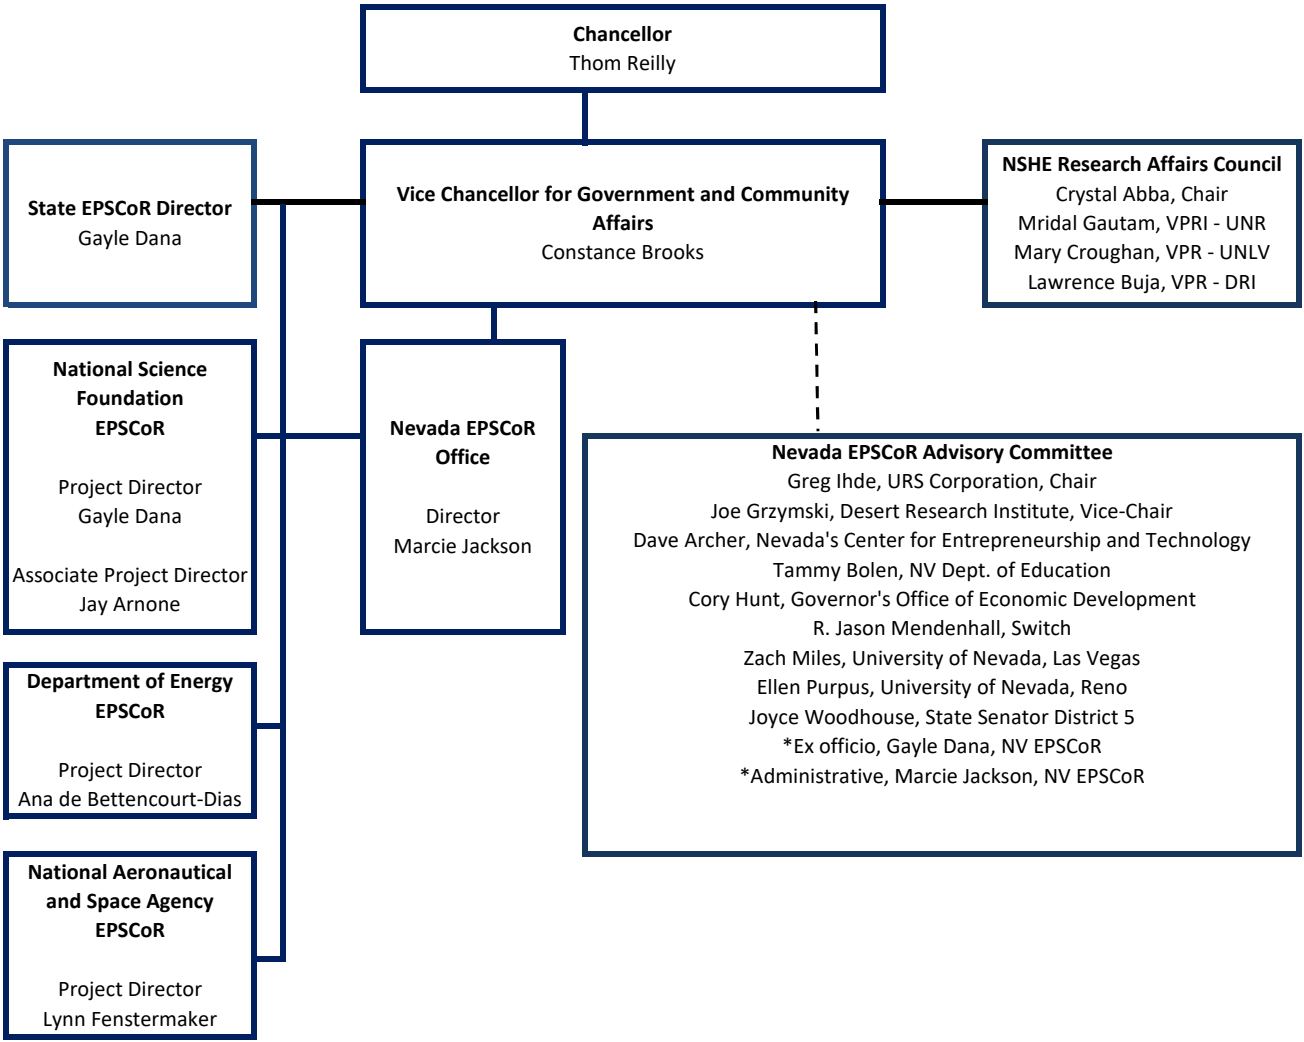 Chancellor
Thom Reilly
State EPSCoR Director
Gayle Dana
Vice Chancellor for Government and Community
Affairs
Constance Brooks
NSHE Research Affairs Council
Crystal Abba, Chair
Mridal Gautam, VPRI - UNR
Mary Croughan, VPR - UNLV
Lawrence Buja, VPR - DRI
National Science
Foundation
EPSCoR
Project Director
Gayle Dana
Associate Project Director
Jay Arnone
Nevada EPSCoR
Office
Director
Marcie Jackson
Nevada EPSCoR Advisory Committee
Greg Ihde, URS Corporation, Chair
Joe Grzymski, Desert Research Institute, Vice-Chair
Dave Archer, Nevada's Center for Entrepreneurship and Technology
Tammy Bolen, NV Dept. of Education
Cory Hunt, Governor's Office of Economic Development
R. Jason Mendenhall, Switch
Zach Miles, University of Nevada, Las Vegas
Ellen Purpus, University of Nevada, Reno
Joyce Woodhouse, State Senator District 5
*Ex officio, Gayle Dana, NV EPSCoR
*Administrative, Marcie Jackson, NV EPSCoR
Department of Energy
EPSCoR
Project Director
Ana de Bettencourt-Dias
National Aeronautical
and Space Agency
EPSCoR
Project Director
Lynn Fenstermaker